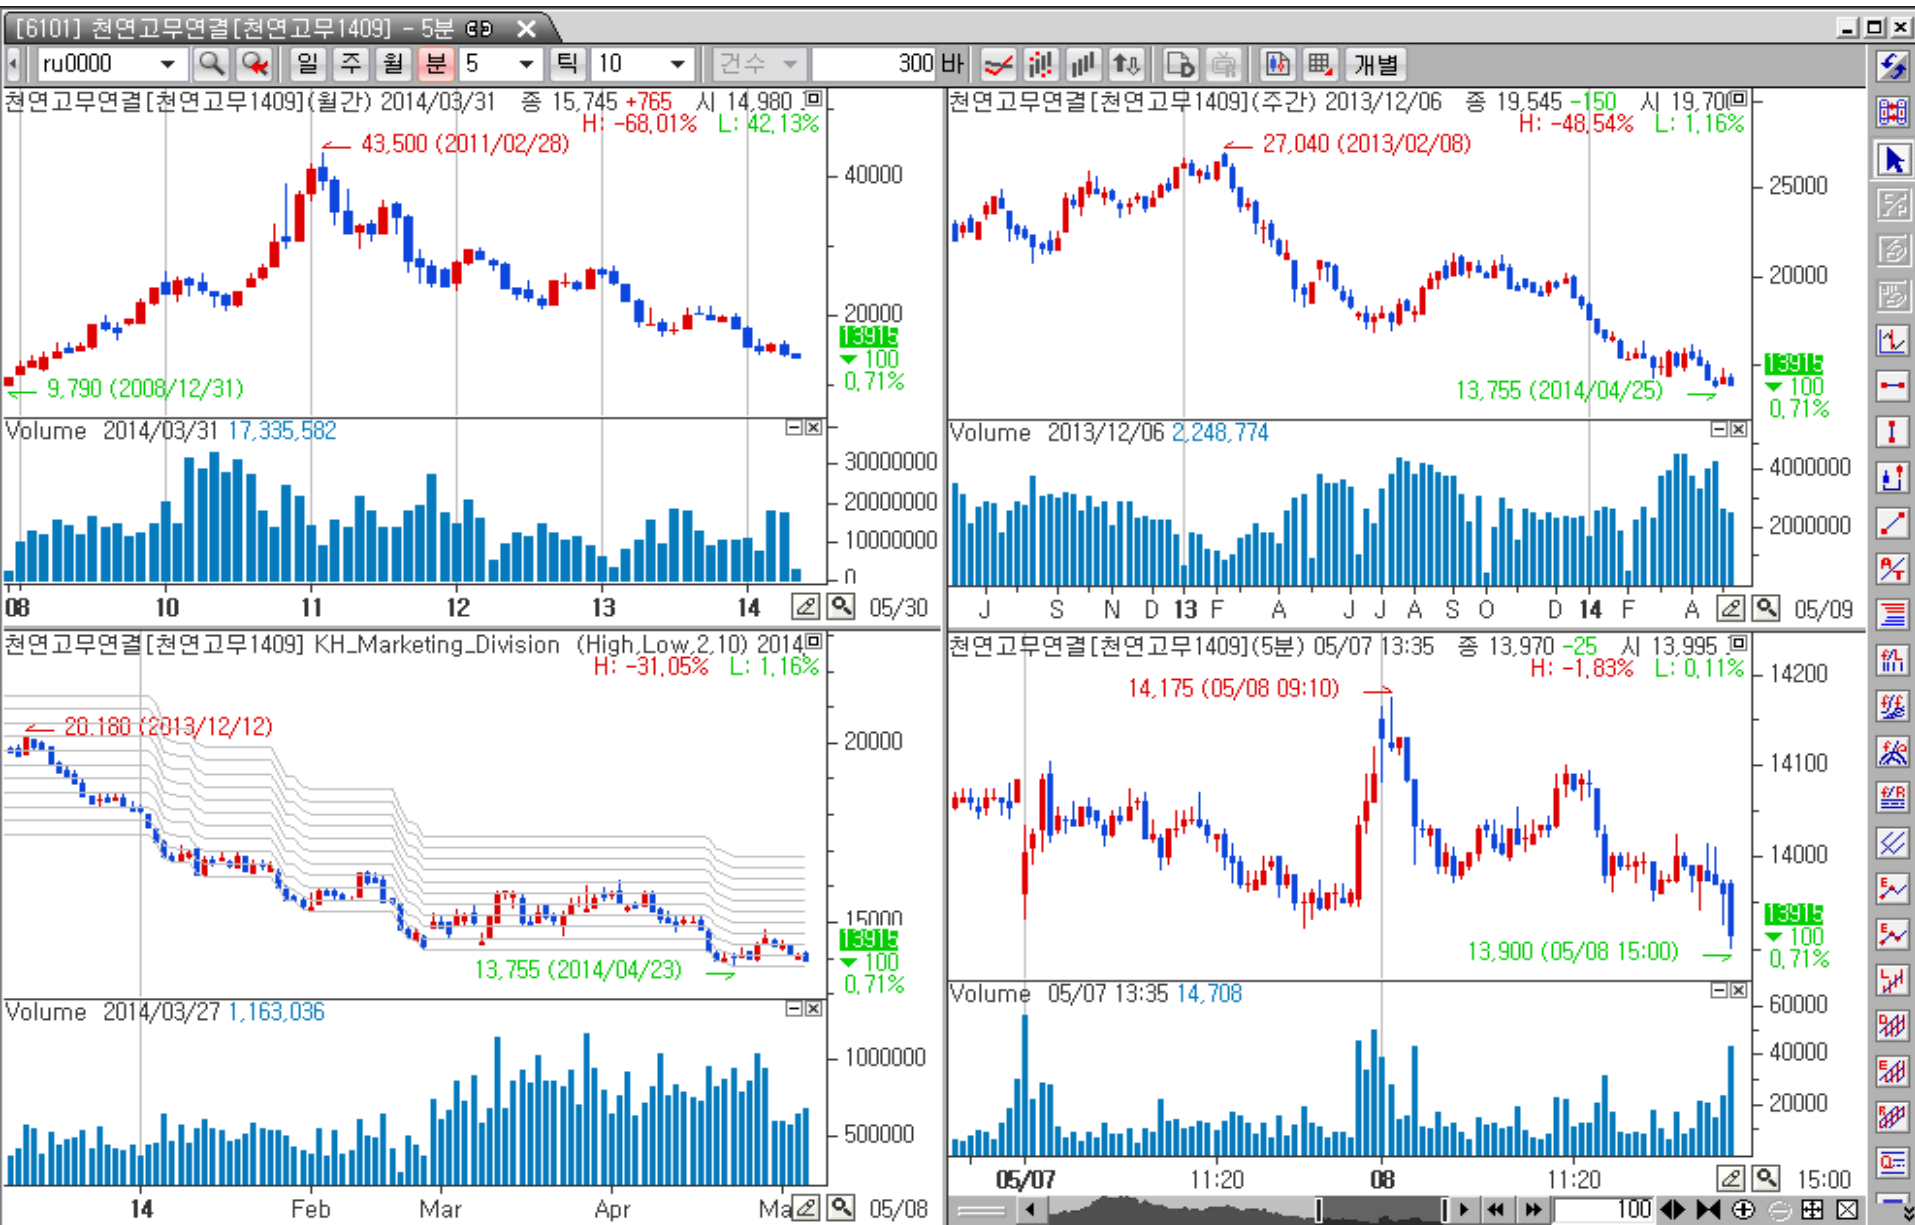 [6101] 천연고무연결[천연고무1409] - 5분
ru0000 일 주 월 분 5 틱 10 건수 300 바 개별
천연고무연결[천연고무1409](월간) 2014/03/31 종 15,745 +765 시 14,980
H: -68,01% L: 42,13%
43,500 (2011/02/28)
40000
20000
13915
▼ 100
0,71%
9,790 (2008/12/31)
Volume 2014/03/31 17,335,582
30000000
20000000
10000000
0
08 10 11 12 13 14 05/30
천연고무연결[천연고무1409](주간) 2013/12/06 종 19,545 -150 시 19,70
H: -48,54% L: 1,16%
27,040 (2013/02/08)
25000
20000
13915
▼ 100
0,71%
13,755 (2014/04/25)
Volume 2013/12/06 2,248,774
4000000
2000000
J S N D 13 F A J J A S O D 14 F A 05/09
천연고무연결[천연고무1409] KH_Marketing_Division (High,Low,2,10) 2014
H: -31,05% L: 1,16%
20,180 (2013/12/12)
20000
15000
13915
▼ 100
0,71%
13,755 (2014/04/23)
Volume 2014/03/27 1,163,036
1000000
500000
14 Feb Mar Apr Ma 05/08
천연고무연결[천연고무1409](5분) 05/07 13:35 종 13,970 -25 시 13,995
H: -1,83% L: 0,11%
14,175 (05/08 09:10)
14200
14100
14000
13915
▼ 100
0,71%
13,900 (05/08 15:00)
Volume 05/07 13:35 14,708
60000
40000
20000
05/07 11:20 08 11:20 15:00
100